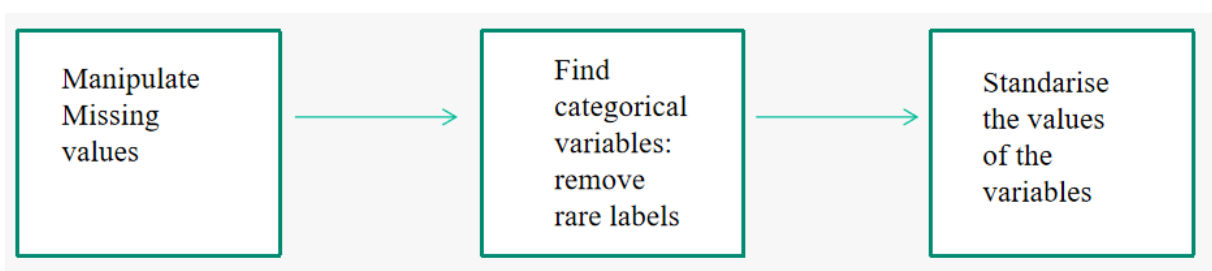 Manipulate
Missing
values
Find
categorical
variables:
remove
rare labels
Standarise
the values
of the
variables